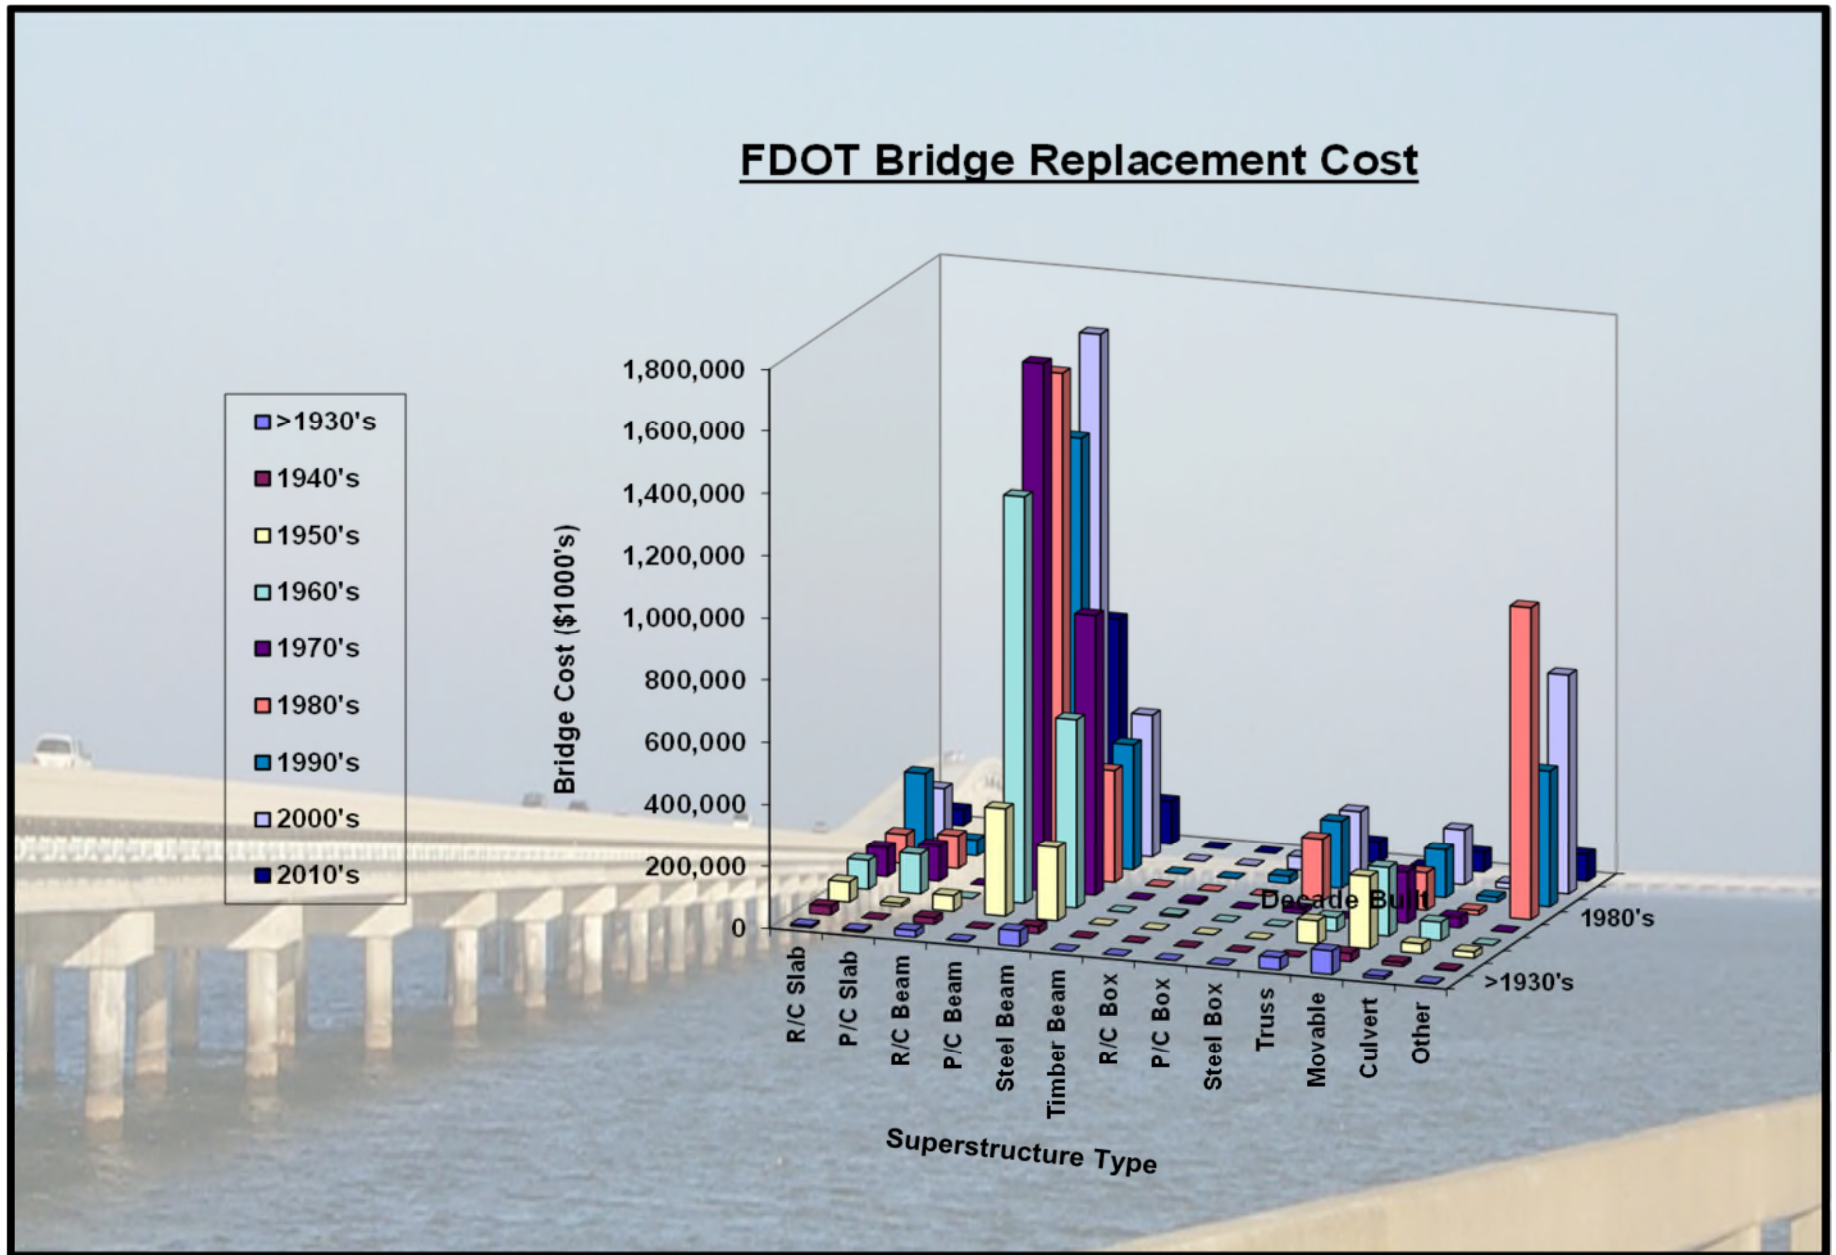 FDOT Bridge Replacement Cost
>1930's
1940's
1950's
1960's
1970's
1980's
1990's
2000's
2010's
Bridge Cost ($1000's)
1,800,000
1,600,000
1,400,000
1,200,000
1,000,000
800,000
600,000
400,000
200,000
0
R/C Slab
P/C Slab
R/C Beam
P/C Beam
Steel Beam
Timber Beam
R/C Box
P/C Box
Steel Box
Truss
Movable
Culvert
Other
Superstructure Type
Decade Built
>1930's
1980's